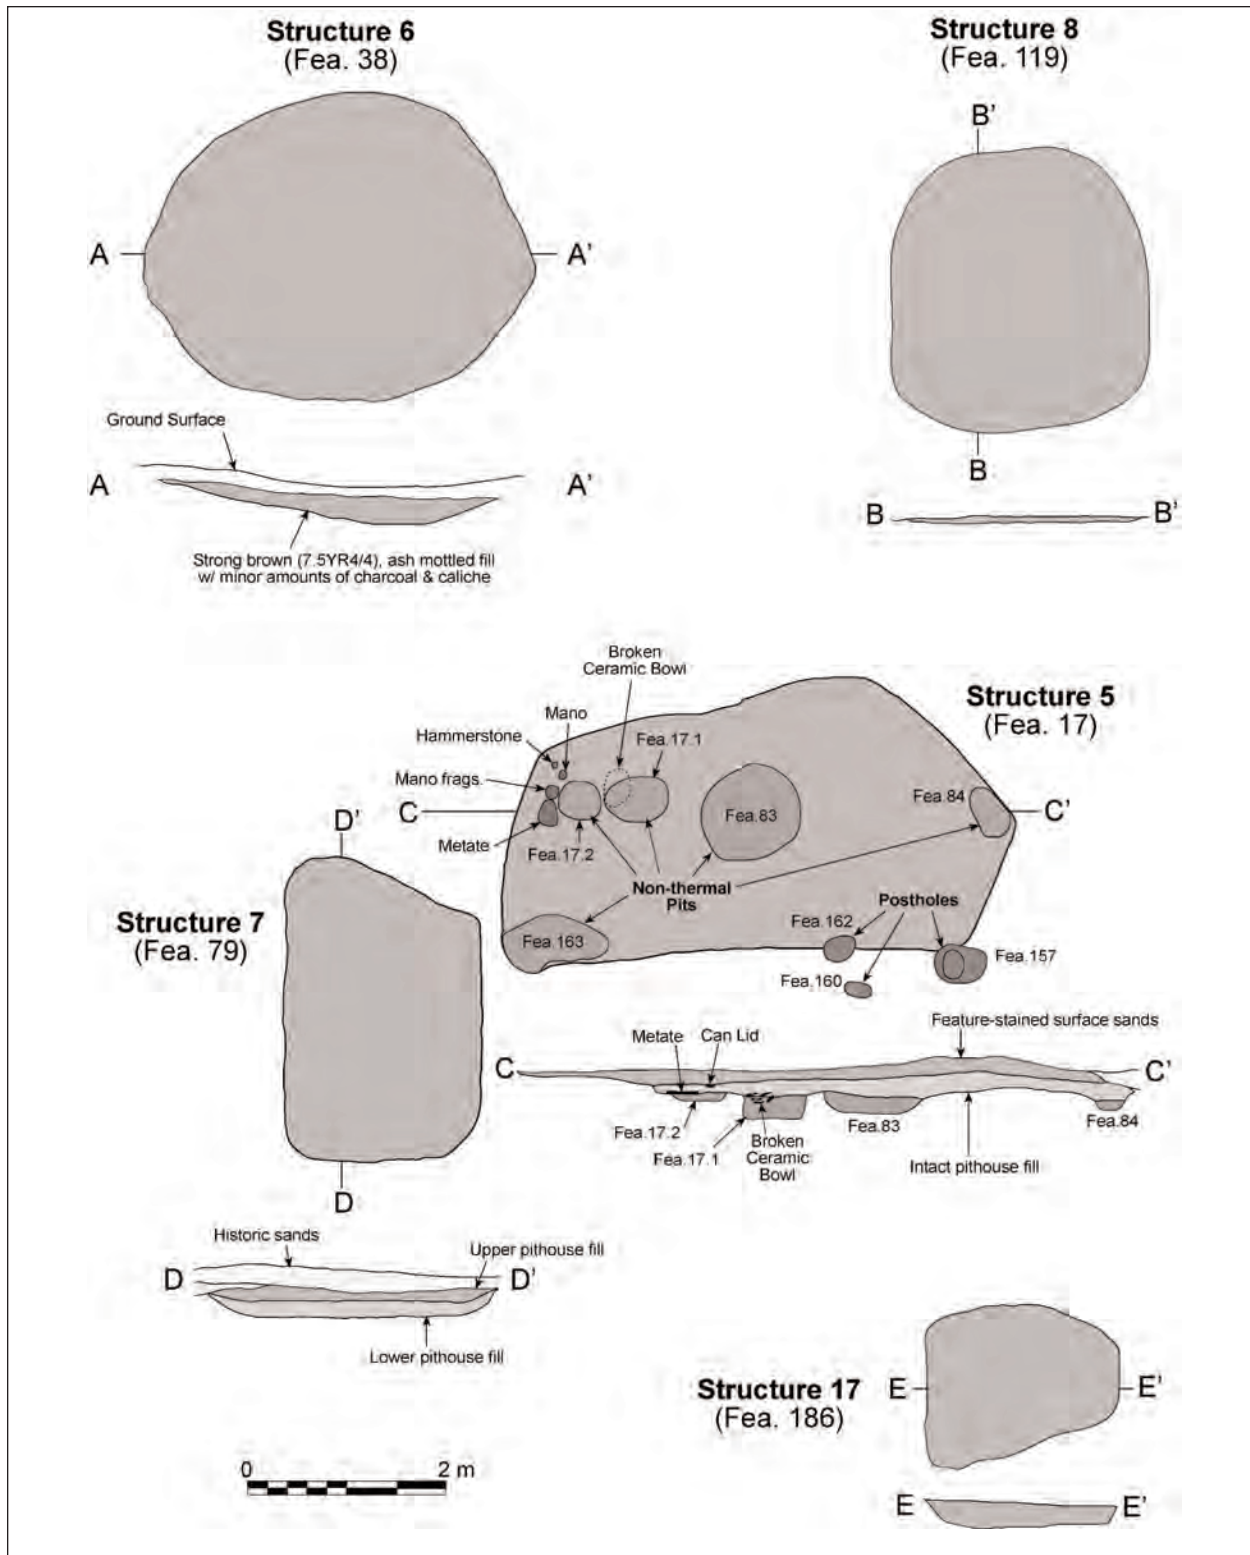 Structure 6
(Fea. 38)
A
A'
Ground Surface
A
A'
Strong brown (7.5YR4/4), ash mottled fill
w/ minor amounts of charcoal & caliche
Structure 8
(Fea. 119)
B'
B
B
B'
Broken
Ceramic Bowl
Mano
Hammerstone
Fea.17.1
Mano frags.
C
Metate
Fea.17.2
Fea.83
Fea.84
C'
Structure 5
(Fea. 17)
Non-thermal
Pits
Postholes
Fea.162
Fea.163
Fea.160
Fea.157
Feature-stained surface sands
Metate
Can Lid
C
C'
Fea.17.2
Fea.17.1
Broken
Ceramic
Bowl
Fea.83
Fea.84
Intact pithouse fill
D'
Structure 7
(Fea. 79)
D
Historic sands
Upper pithouse fill
D
D'
Lower pithouse fill
Structure 17
(Fea. 186)
E
E'
E
E'
0
2 m